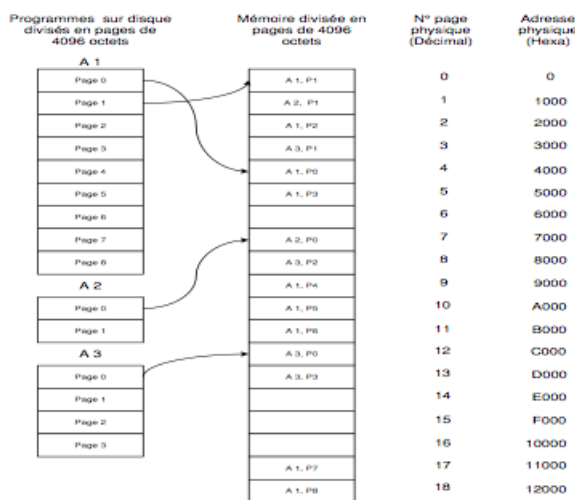 Programmes sur disque
divisés en pages de
4096 octets
A 1
Page 0
Page 1
Page 2
Page 3
Page 4
Page 5
Page 6
Page 7
Page 8
A 2
Page 0
Page 1
A 3
Page 0
Page 1
Page 2
Page 3
Mémoire divisée en
pages de 4096
octets
A 1, P1
A 2, P1
A 1, P2
A 3, P1
A 1, P0
A 1, P3
A 2, P0
A 3, P2
A 1, P4
A 1, P5
A 1, P6
A 3, P0
A 3, P3
A 1, P7
A 1, P8
N° page
physique
(Décimal)
0
1
2
3
4
5
6
7
8
9
10
11
12
13
14
15
16
17
18
Adresse
physique
(Hexa)
0
1000
2000
3000
4000
5000
6000
7000
8000
9000
A000
B000
C000
D000
E000
F000
10000
11000
12000